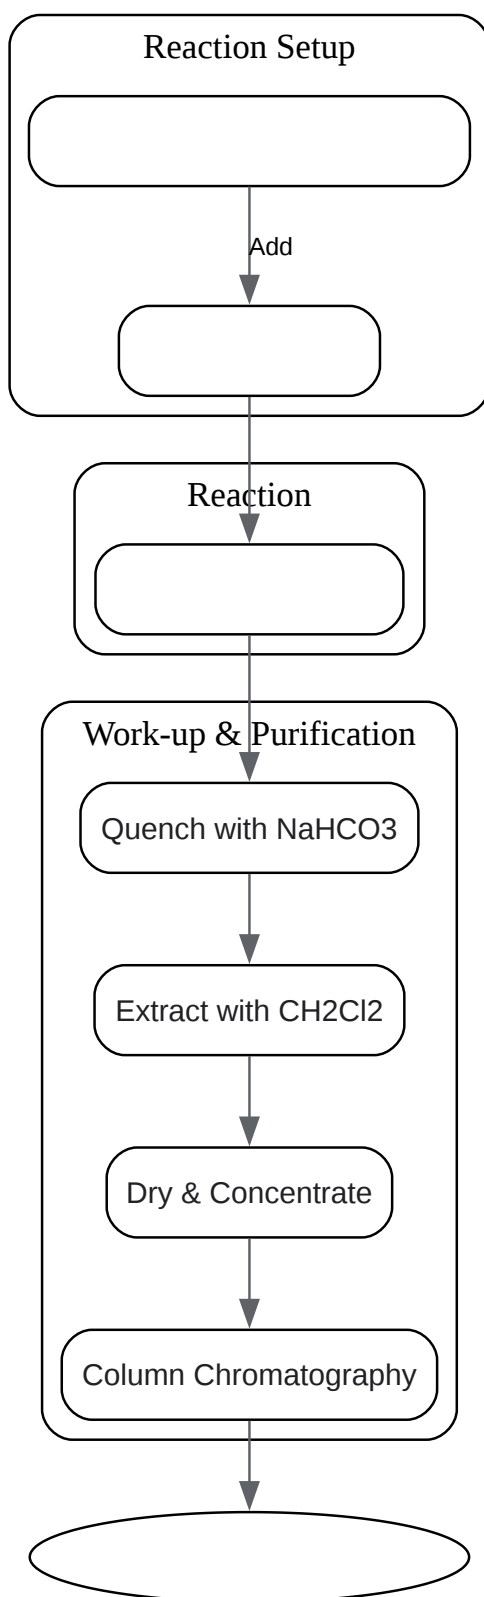 Reaction Setup
Add
Reaction
Work-up & Purification
Quench with NaHCO3
Extract with CH2Cl2
Dry & Concentrate
Column Chromatography